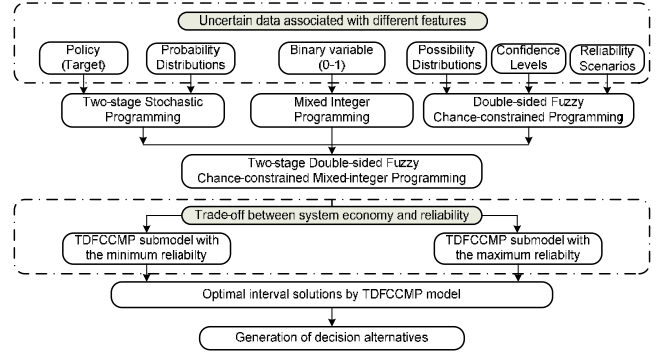 Uncertain data associated with different features
Policy
(Target)
Probability
Distributions
Binary variable
(0-1)
Possibility
Distributions
Confidence
Levels
Reliability
Scenarios
Two-stage Stochastic
Programming
Mixed Integer
Programming
Double-sided Fuzzy
Chance-constrained Programming
Two-stage Double-sided Fuzzy
Chance-constrained Mixed-integer Programming
Trade-off between system economy and reliability
TDFCCMP submodel with
the minimum reliabilty
TDFCCMP submodel with
the maximum reliabilty
Optimal interval solutions by TDFCCMP model
Generation of decision alternatives